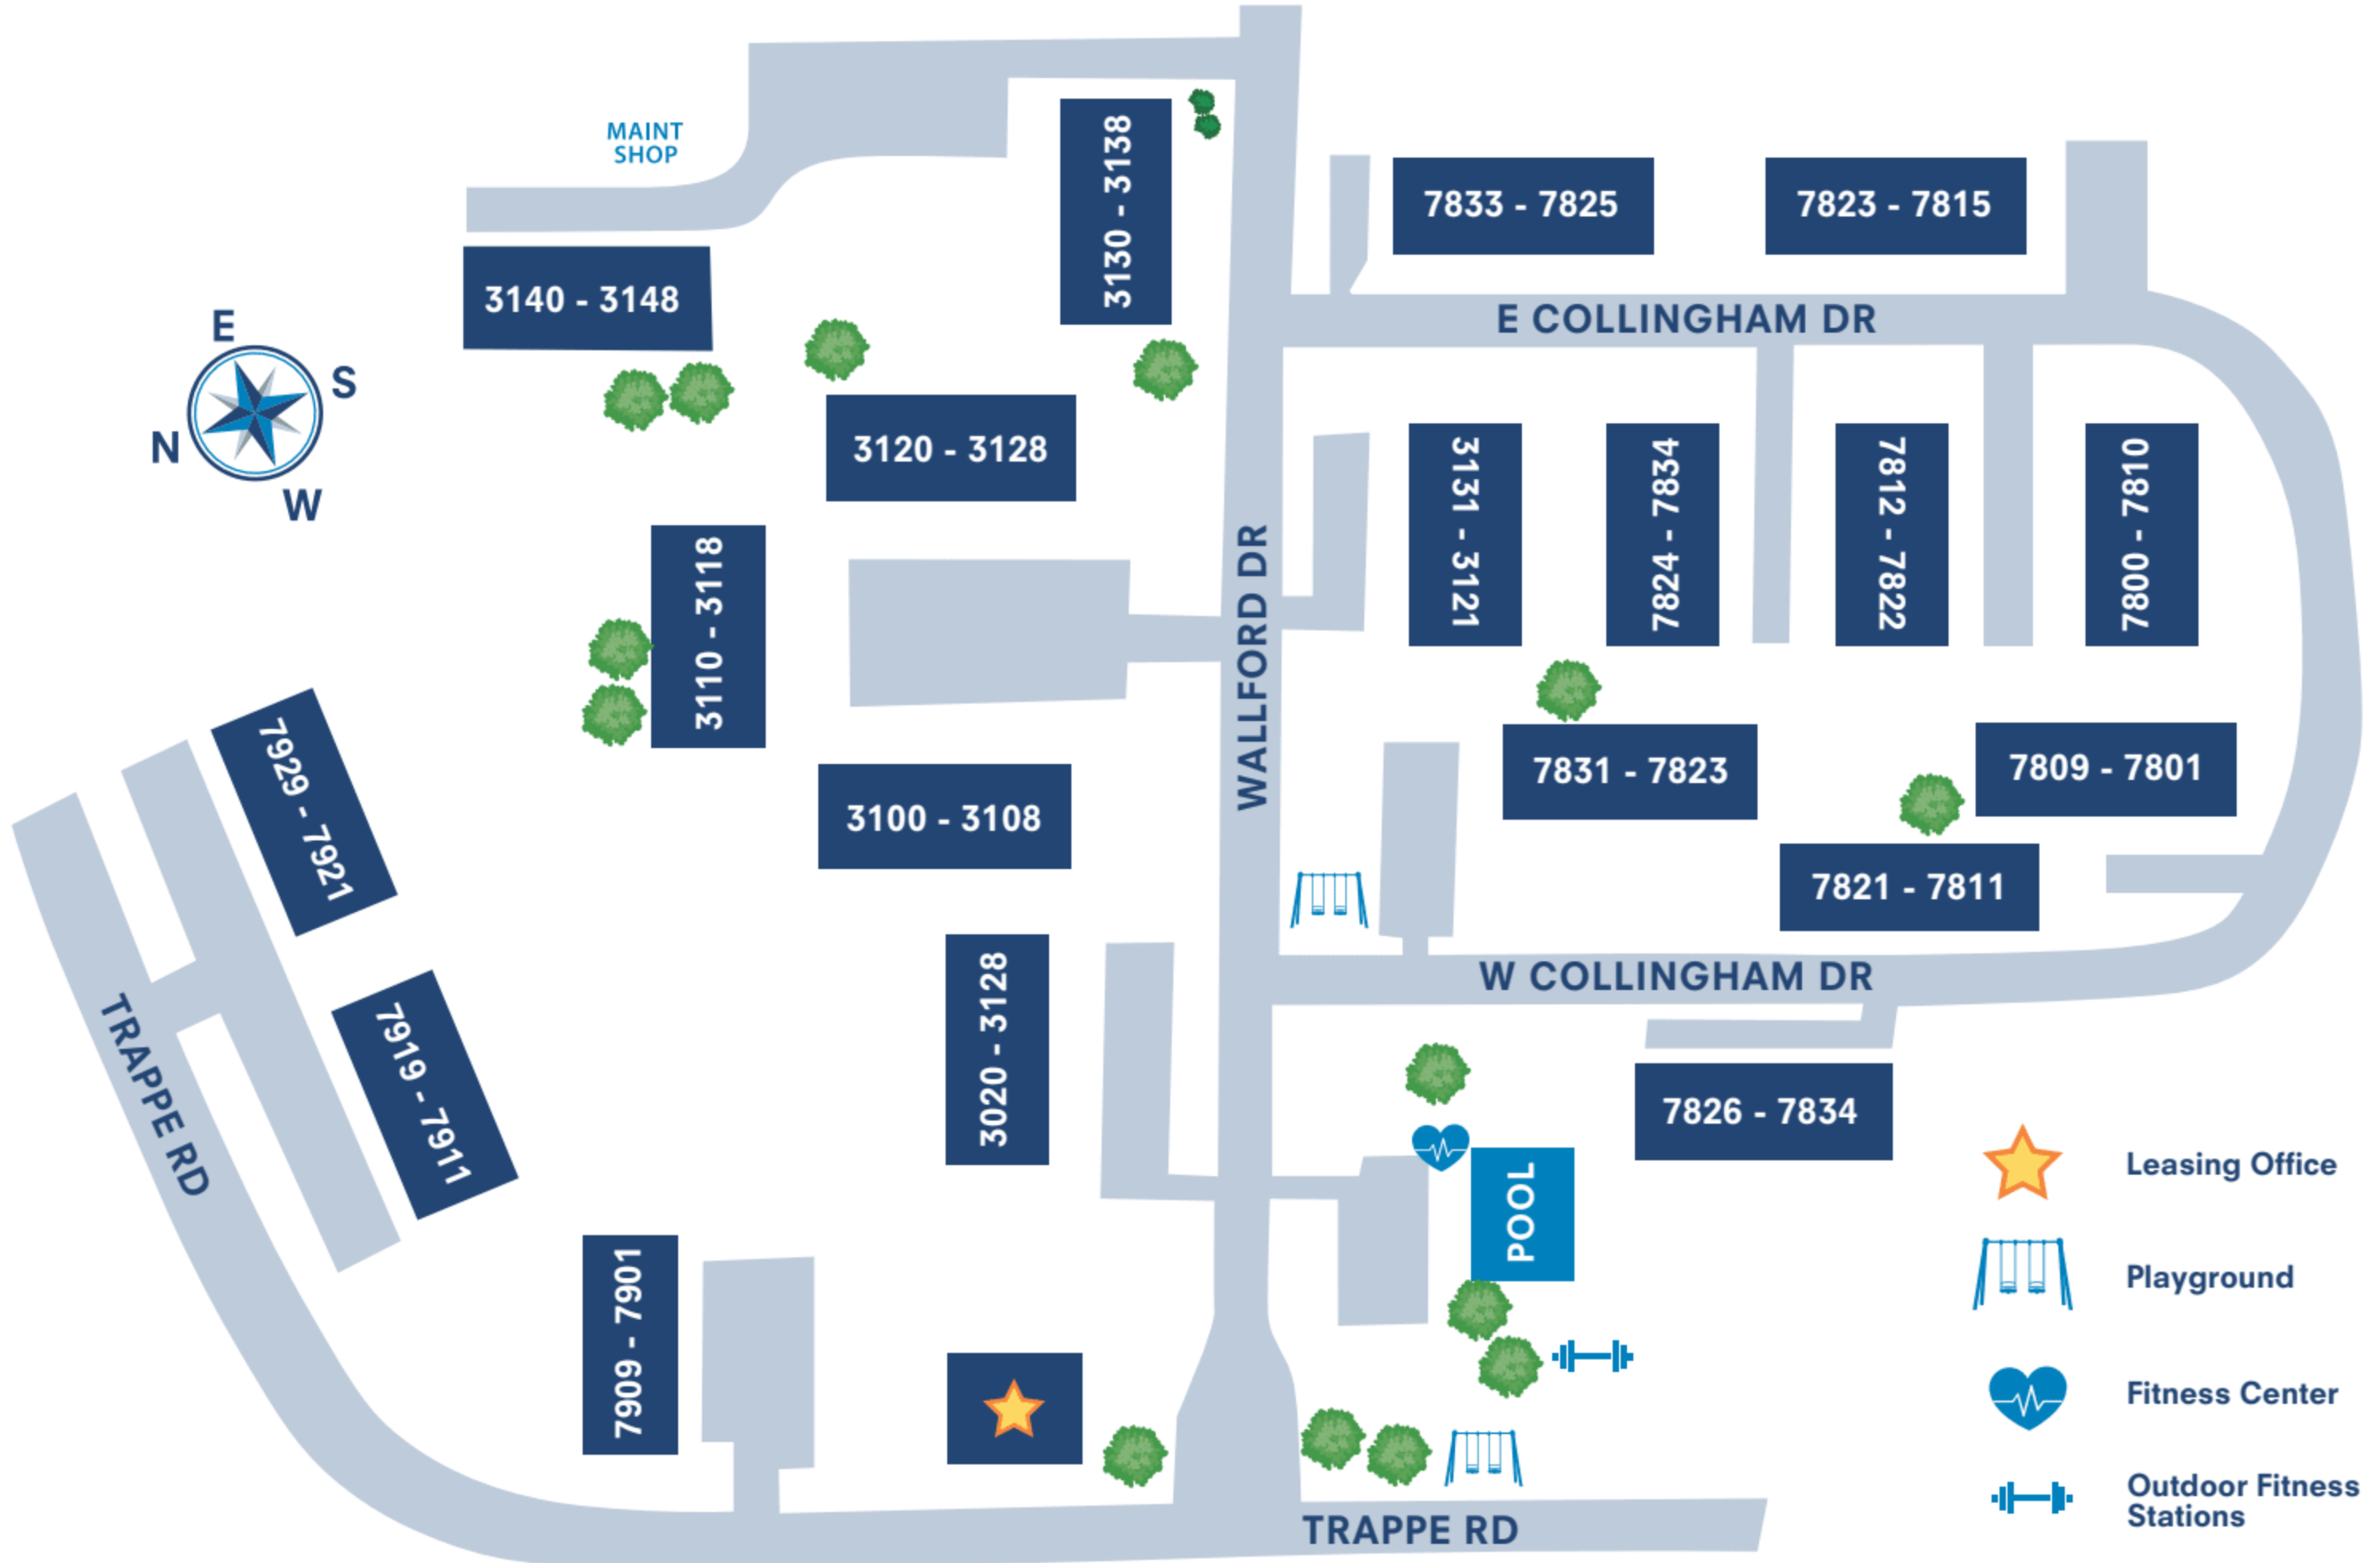 MAINT
SHOP
3130 - 3138
7833 - 7825
7823 - 7815
3140 - 3148
E COLLINGHAM DR
E
S
N
W
3120 - 3128
3131 - 3121
7824 - 7834
7812 - 7822
7800 - 7810
3110 - 3118
WALLFORD DR
7929 - 7921
3100 - 3108
7831 - 7823
7809 - 7801
7821 - 7811
W COLLINGHAM DR
3020 - 3128
TRAPPE RD
7919 - 7911
7826 - 7834
POOL
7909 - 7901
TRAPPE RD
Leasing Office
Playground
Fitness Center
Outdoor Fitness
Stations